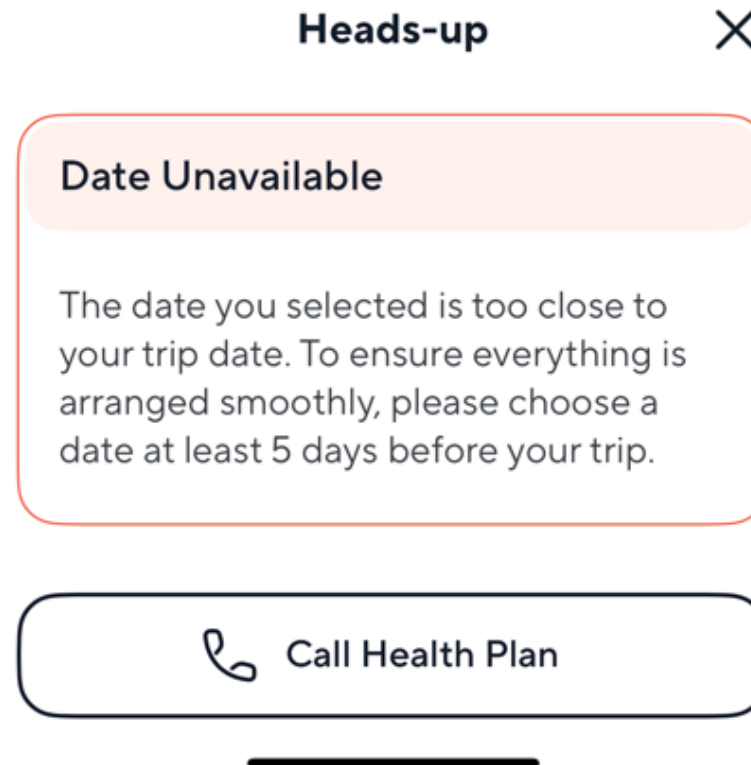 Heads-up
Date Unavailable
The date you selected is too close to
your trip date. To ensure everything is
arranged smoothly, please choose a
date at least 5 days before your trip.
Call Health Plan